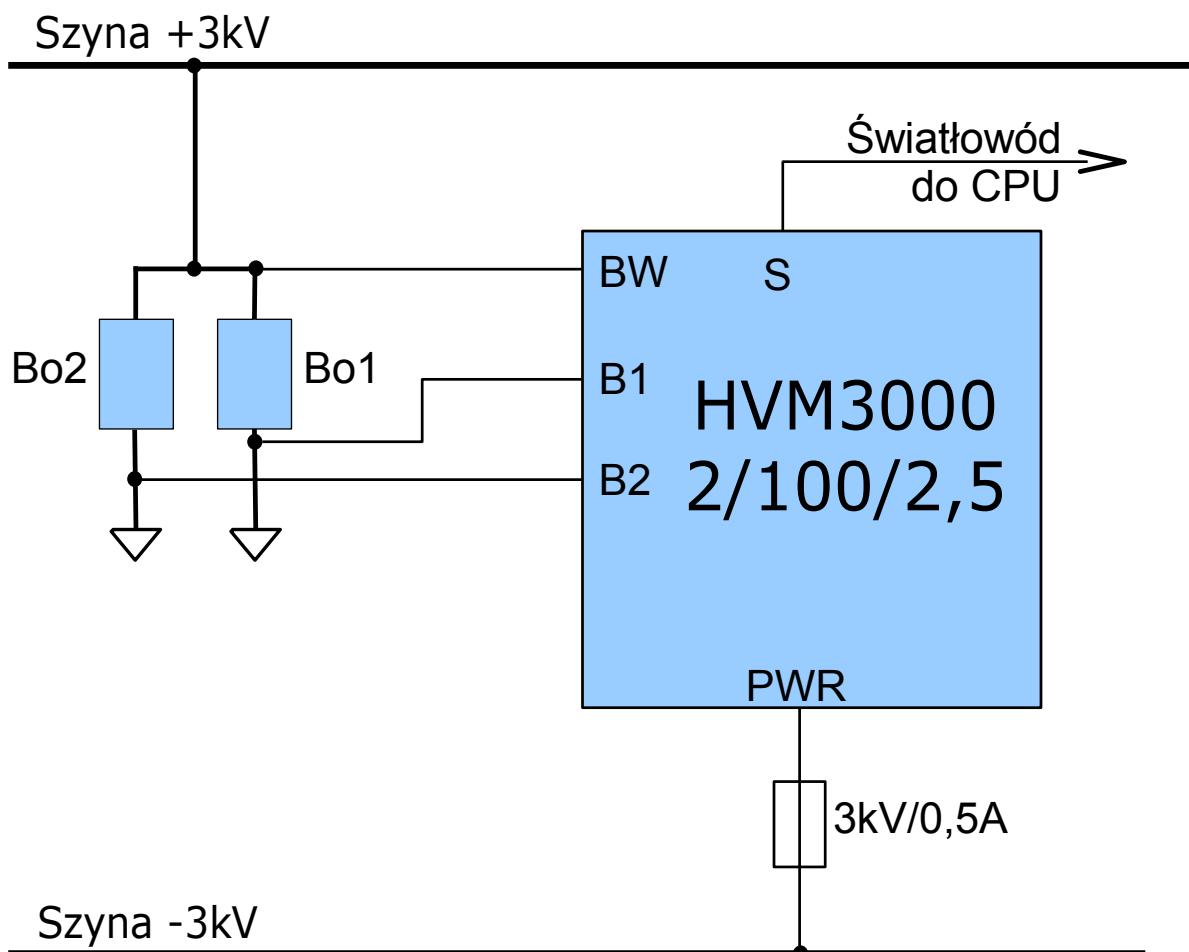 Szyna +3kV
Światłowód
do CPU
BW
S
Bo2
Bo1
B1
HVM3000
B2
2/100/2,5
PWR
3kV/0,5A
Szyna -3kV